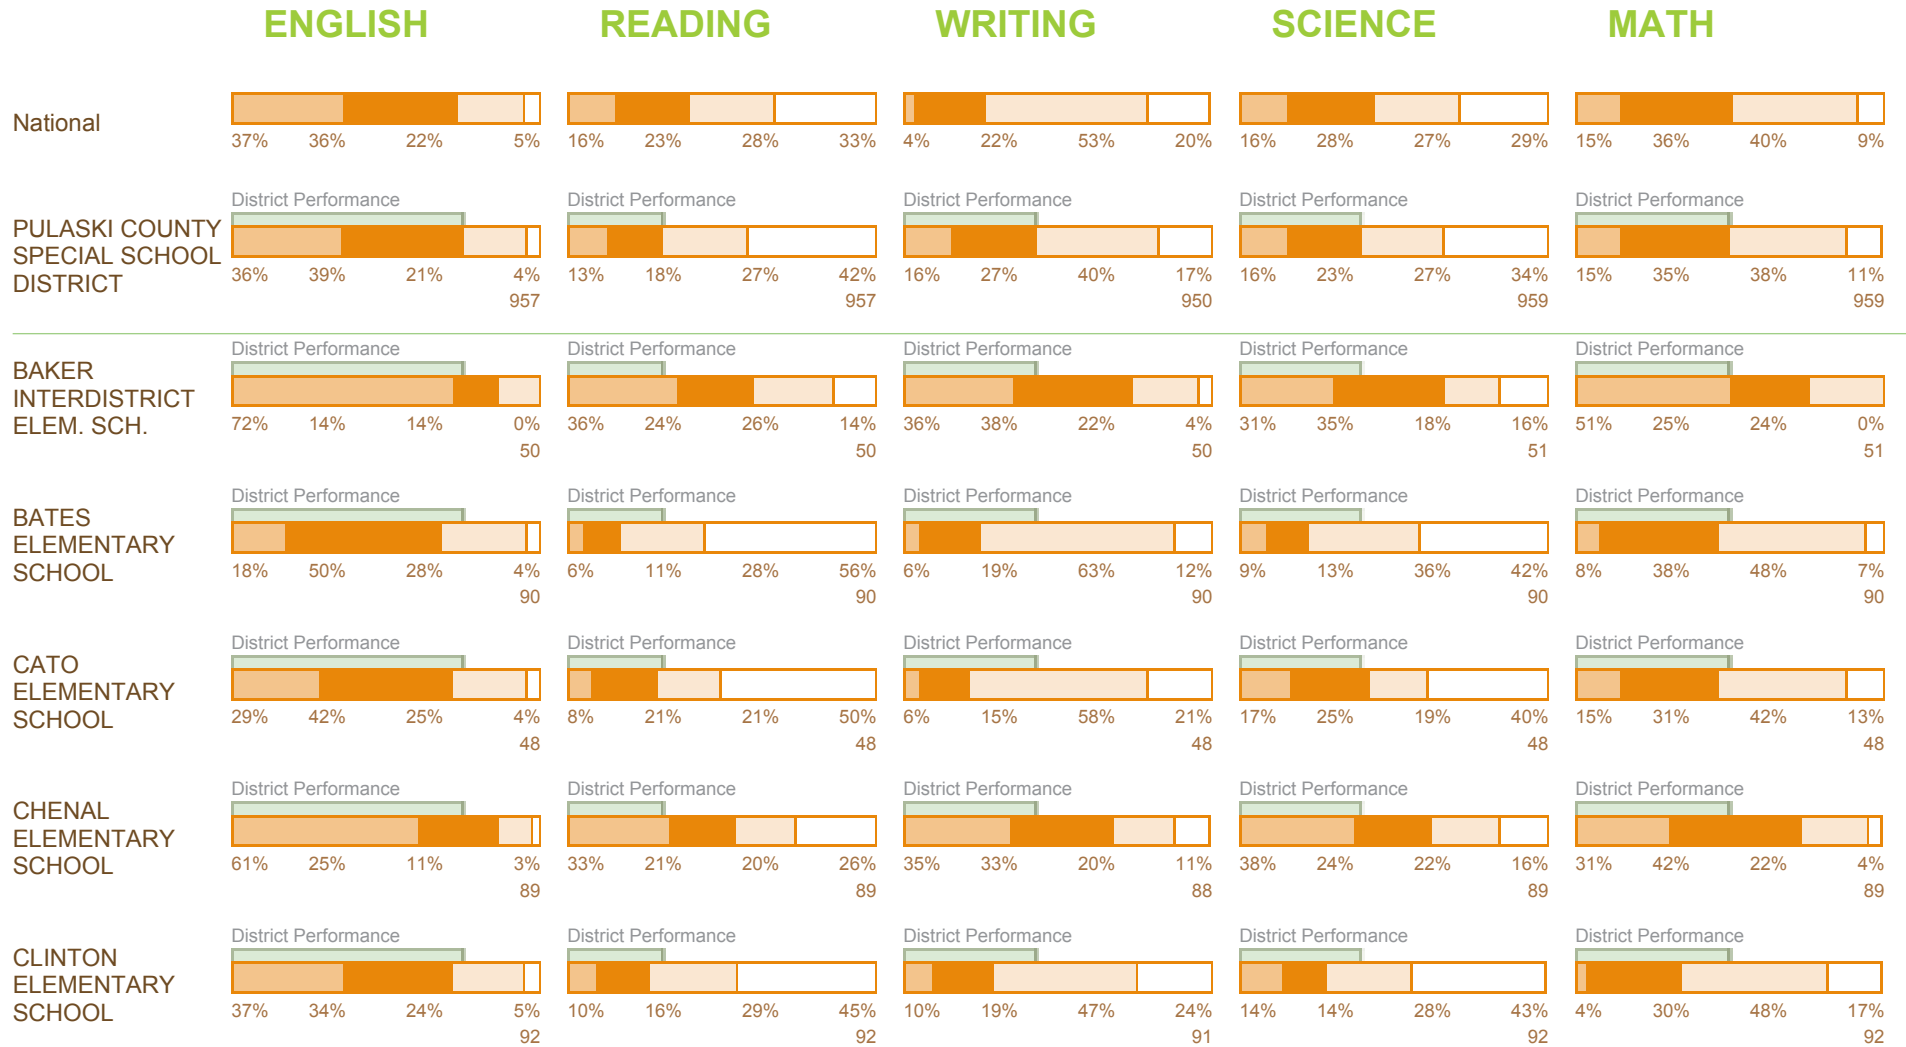 ENGLISH READING WRITING SCIENCE MATH
National
37% 36% 22% 5% 16% 23% 28% 33% 4% 22% 53% 20% 16% 28% 27% 29% 15% 36% 40% 9%
District Performance District Performance District Performance District Performance District Performance
PULASKI COUNTY
SPECIAL SCHOOL
DISTRICT
36% 39% 21% 4% 13% 18% 27% 42% 16% 27% 40% 17% 16% 23% 27% 34% 15% 35% 38% 11%
957 957 950 959 959
District Performance District Performance District Performance District Performance District Performance
BAKER
INTERDISTRICT
ELEM. SCH.
72% 14% 14% 0% 36% 24% 26% 14% 36% 38% 22% 4% 31% 35% 18% 16% 51% 25% 24% 0%
50 50 50 51 51
District Performance District Performance District Performance District Performance District Performance
BATES
ELEMENTARY
SCHOOL
18% 50% 28% 4% 6% 11% 28% 56% 6% 19% 63% 12% 9% 13% 36% 42% 8% 38% 48% 7%
90 90 90 90 90
District Performance District Performance District Performance District Performance District Performance
CATO
ELEMENTARY
SCHOOL
29% 42% 25% 4% 8% 21% 21% 50% 6% 15% 58% 21% 17% 25% 19% 40% 15% 31% 42% 13%
48 48 48 48 48
District Performance District Performance District Performance District Performance District Performance
CHENAL
ELEMENTARY
SCHOOL
61% 25% 11% 3% 33% 21% 20% 26% 35% 33% 20% 11% 38% 24% 22% 16% 31% 42% 22% 4%
89 89 88 89 89
District Performance District Performance District Performance District Performance District Performance
CLINTON
ELEMENTARY
SCHOOL
37% 34% 24% 5% 10% 16% 29% 45% 10% 19% 47% 24% 14% 14% 28% 43% 4% 30% 48% 17%
92 92 91 92 92